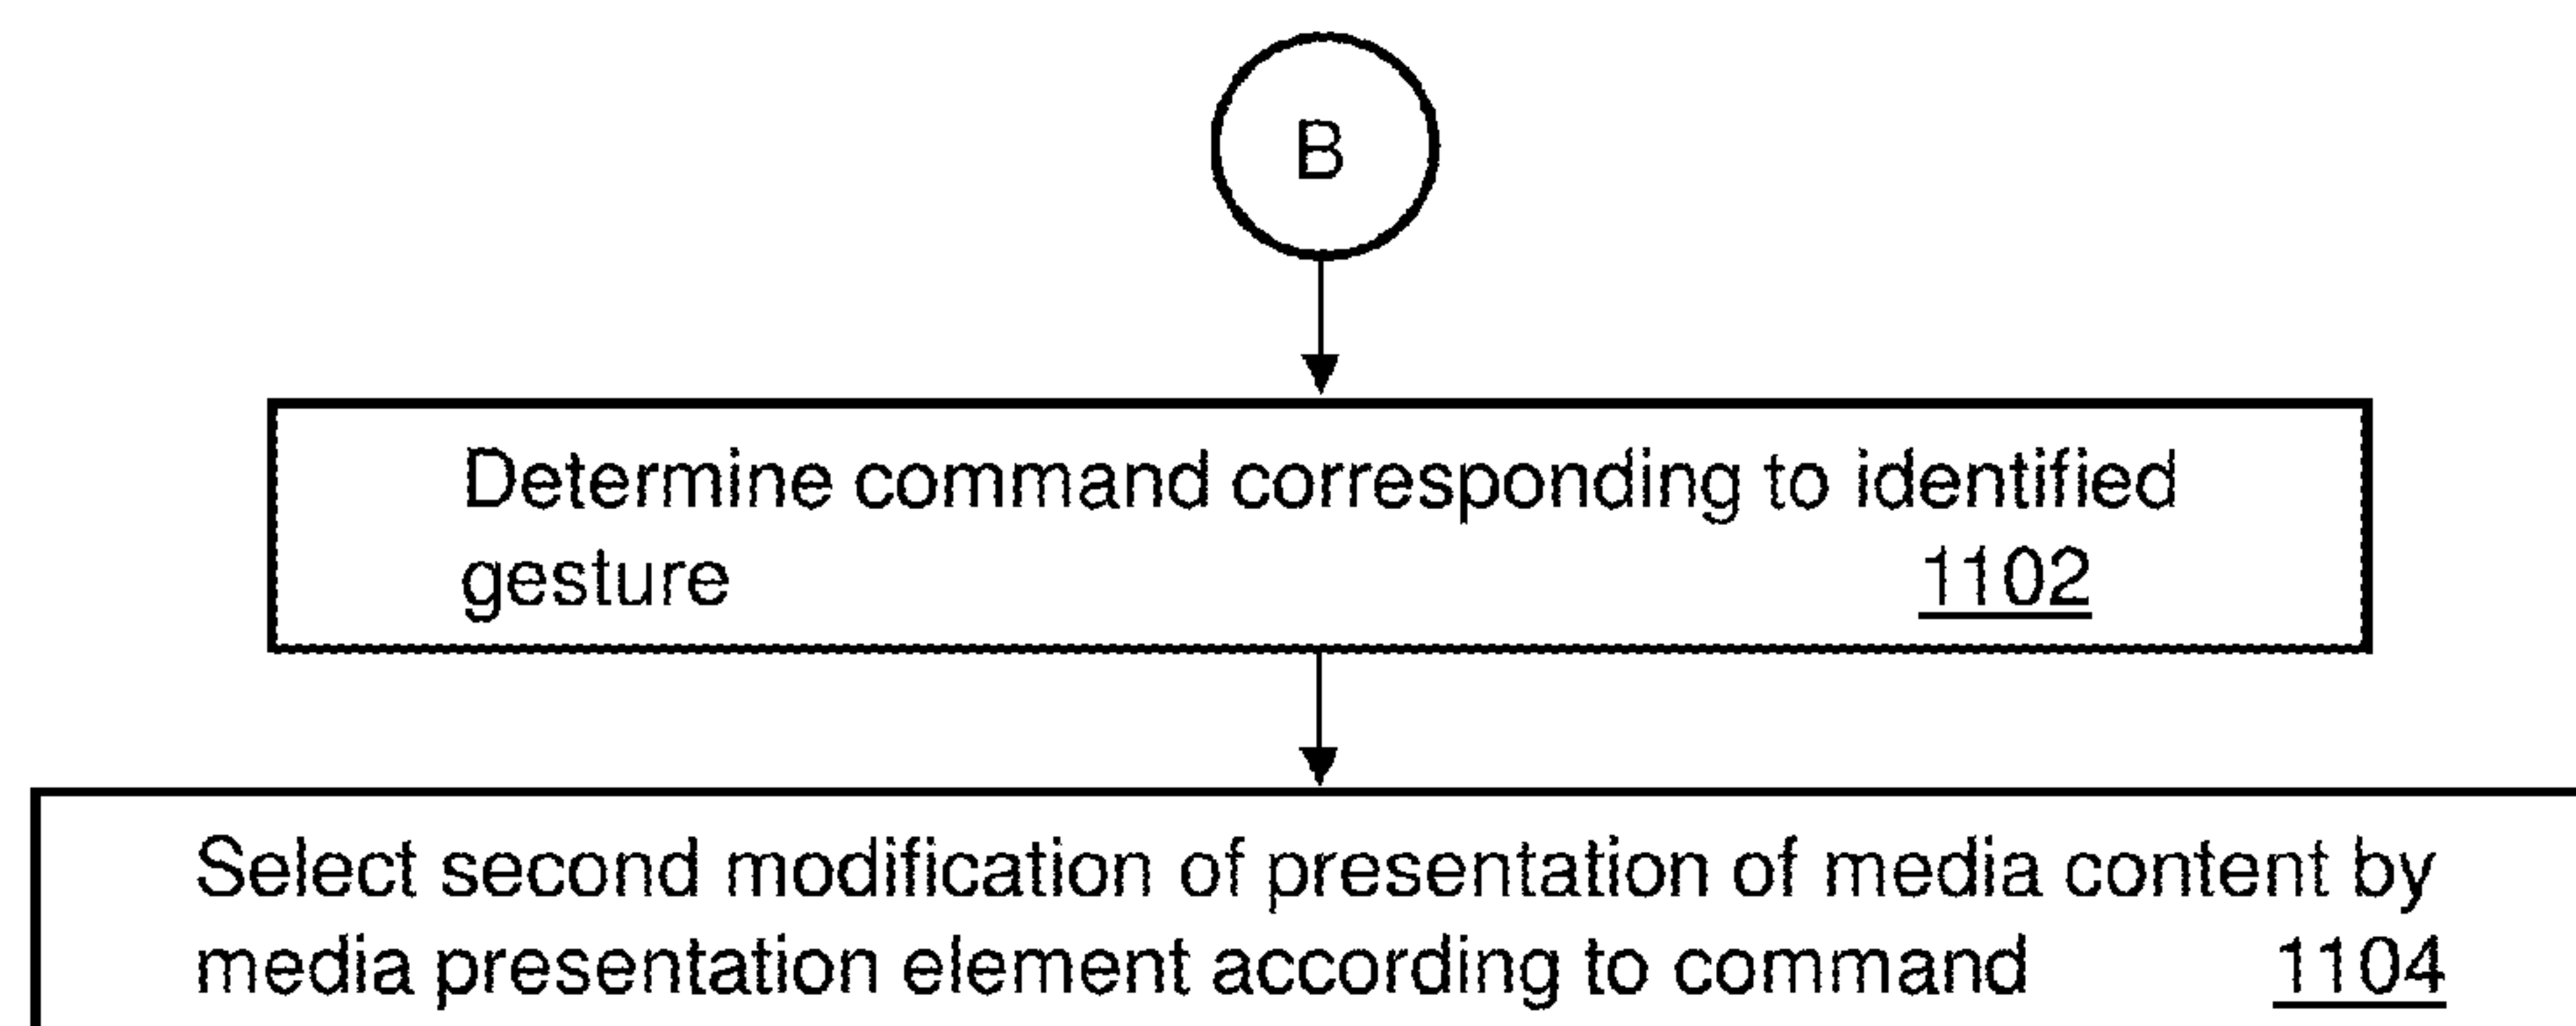 B
Determine command corresponding to identified
gesture 1102
Select second modification of presentation of media content by
media presentation element according to command 1104